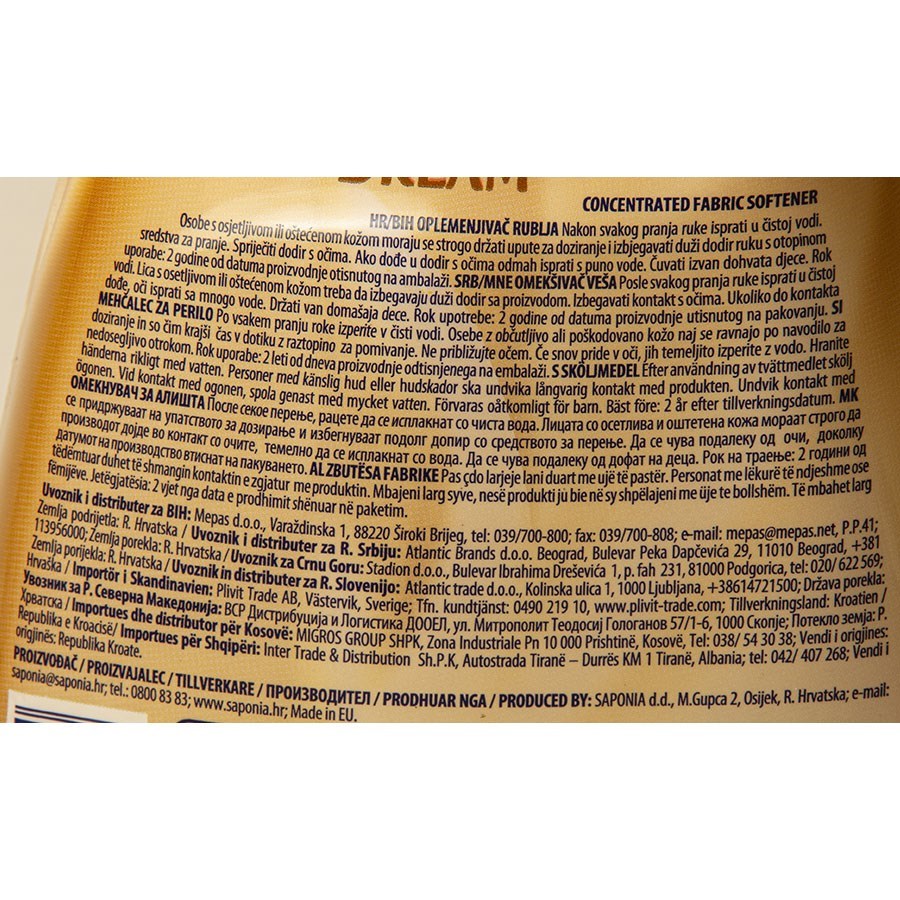 DREAM
CONCENTRATED FABRIC SOFTENER
HR/BIH OPLEMENJIVAČ RUBLJA Nakon svakog pranja ruke isprati u čistoj vodi.
Osobe s osjetljivom ili oštećenom kožom moraju se strogo držati upute za doziranje i izbjegavati duži dodir ruku s otopinom
sredstva za pranje. Spriječiti dodir s očima. Ako dođe u dodir s očima odmah isprati s puno vode. Čuvati izvan dohvata djece. Rok
uporabe: 2 godine od datuma proizvodnje otisnutog na ambalaži. SRB/MNE OMEKŠIVAČ VEŠA Posle svakog pranja ruke isprati u čistoj
vodi. Lica s osetljivom ili oštećenom kožom treba da izbegavaju duži dodir sa proizvodom. Izbegavati kontakt s očima. Ukoliko do kontakta
dođe, oči isprati sa mnogo vode. Držati van domašaja dece. Rok upotrebe: 2 godine od datuma proizvodnje utisnutog na pakovanju. SI
MEHČALEC ZA PERILO Po vsakem pranju roke izperite v čisti vodi. Osebe z občutljivo ali poškodovano kožo naj se ravnajo po navodilo za
doziranje in so čim krajši čas v dotiku z raztopino za pomivanje. Ne približujte očem. Če snov pride v oči, jih temeljito izperite z vodo. Hranite
nedosegljivo otrokom. Rok uporabe: 2 leti od dneva proizvodnje odtisnjenega na embalaži. S SKÖLJMEDEL Efter användning av tvättmedlet skölj
händerna rikligt med vatten. Personer med känslig hud eller hudskador ska undvika långvarig kontakt med produkten. Undvik kontakt med
ögonen. Vid kontakt med ogonen, spola genast med mycket vatten. Förvaras oåtkomligt för barn. Bäst före: 2 år efter tillverkningsdatum. MK
ОМЕКНУВАЧ ЗА АЛИШТА После секое перење, рацете да се исплакнат со чиста вода. Лицата со осетлива и оштетена кожа мораат строго да
се придржуваат на упатството за дозирање и избегнуваат подолг допир со средството за перење. Да се чува подалеку од очи, доколку
производот дојде во контакт со очите, темелно да се исплакнат со вода. Да се чува подалеку од дофат на деца. Рок на траење: 2 години од
датумот на производство втиснат на пакувањето. AL ZBUTËSA FABRIKE Pas çdo larjeje lani duart me ujë të pastër. Personat me lëkurë të ndjeshme ose
tëdëmtuar duhet të shmangin kontaktin e zgjatur me produktin. Mbajeni larg syve, nesë produkti ju bie në sy shpëlajeni me üje te bollshëm. Të mbahet larg
fëmijëve. Jetëgjatësia: 2 vjet nga data e prodhimit shënuar në paketim.
Uvoznik i distributer za BIH: Mepas d.o.o., Varaždinska 1, 88220 Široki Brijeg, tel: 039/700-800; fax: 039/700-808; e-mail: mepas@mepas.net, P.P.41;
Zemlja podrijetla: R. Hrvatska / Uvoznik i distributer za R. Srbiju: Atlantic Brands d.o.o. Beograd, Bulevar Peka Dapčevića 29, 11010 Beograd, +381
113956000; Zemlja porekla: R. Hrvatska / Uvoznik za Crnu Goru: Stadion d.o.o., Bulevar Ibrahima Dreševića 1, p. fah 231, 81000 Podgorica, tel: 020/ 622 569;
Zemlja porijekla: R. Hrvatska / Uvoznik in distributer za R. Slovenijo: Atlantic trade d.o.o., Kolinska ulica 1, 1000 Ljubljana, +38614721500; Država porekla:
Hrvaška / Importör i Skandinavien: Plivit Trade AB, Västervik, Sverige; Tfn. kundtjänst: 0490 219 10, www.plivit-trade.com; Tillverkningsland: Kroatien /
Увозник за Р. Северна Македонија: ВСР Дистрибуција и Логистика ДООЕЛ, ул. Митрополит Теодосиј Гологанов 57/1-6, 1000 Скопје; Потекло земја: Р.
Хрватска / Importues dhe distributor për Kosovë: MIGROS GROUP SHPK, Zona Industriale Pn 10 000 Prishtinë, Kosovë, Tel: 038/ 54 30 38; Vendi i origjines:
Republika e Kroacisë / Importues për Shqipëri: Inter Trade & Distribution Sh.P.K, Autostrada Tiranë – Durrës KM 1 Tiranë, Albania; tel: 042/ 407 268; Vendi i
origjinës: Republika Kroate.
PROIZVOĐAČ / PROIZVAJALEC / TILLVERKARE / ПРОИЗВОДИТЕЛ / PRODHUAR NGA / PRODUCED BY: SAPONIA d.d., M.Gupca 2, Osijek, R. Hrvatska; e-mail:
saponia@saponia.hr; tel.: 0800 83 83; www.saponia.hr; Made in EU.